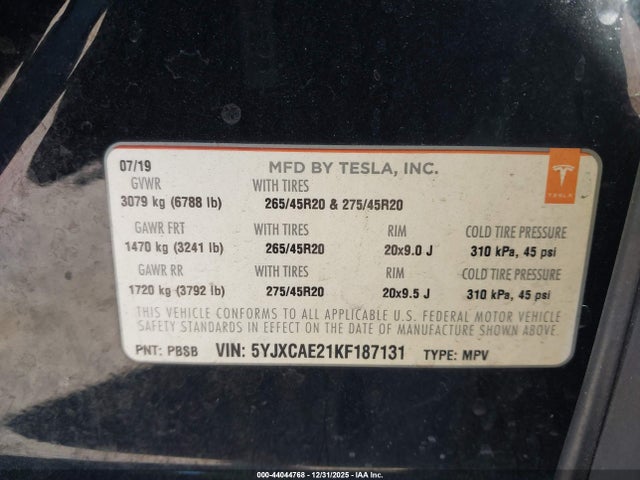 07/19 MFD BY TESLA, INC.
GVWR WITH TIRES
3079 kg (6788 lb) 265/45R20 & 275/45R20
GAWR FRT WITH TIRES RIM COLD TIRE PRESSURE
1470 kg (3241 lb) 265/45R20 20x9.0 J 310 kPa, 45 psi
GAWR RR WITH TIRES RIM COLD TIRE PRESSURE
1720 kg (3792 lb) 275/45R20 20x9.5 J 310 kPa, 45 psi
THIS VEHICLE CONFORMS TO ALL APPLICABLE U.S. FEDERAL MOTOR VEHICLE
SAFETY STANDARDS IN EFFECT ON THE DATE OF MANUFACTURE SHOWN ABOVE.
PNT: PBSB VIN: 5YJXCAE21KF187131 TYPE: MPV
TESLA
000-44044768 - 12/31/2025 - COPART/IAA